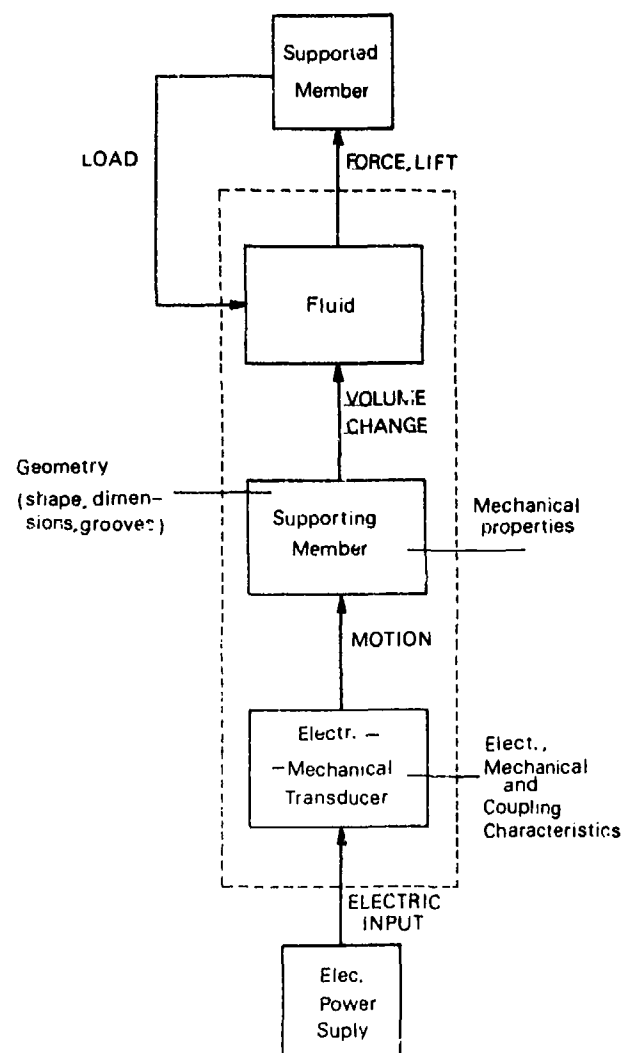 Supported
Member
LOAD
FORCE, LIFT
Fluid
VOLUME
CHANGE
Geometry
(shape, dimen-
sions, grooves)
Supporting
Member
Mechanical
properties
MOTION
Electr. –
–Mechanical
Transducer
Elect.,
Mechanical
and
Coupling
Characteristics
ELECTRIC
INPUT
Elec.
Power
Suply